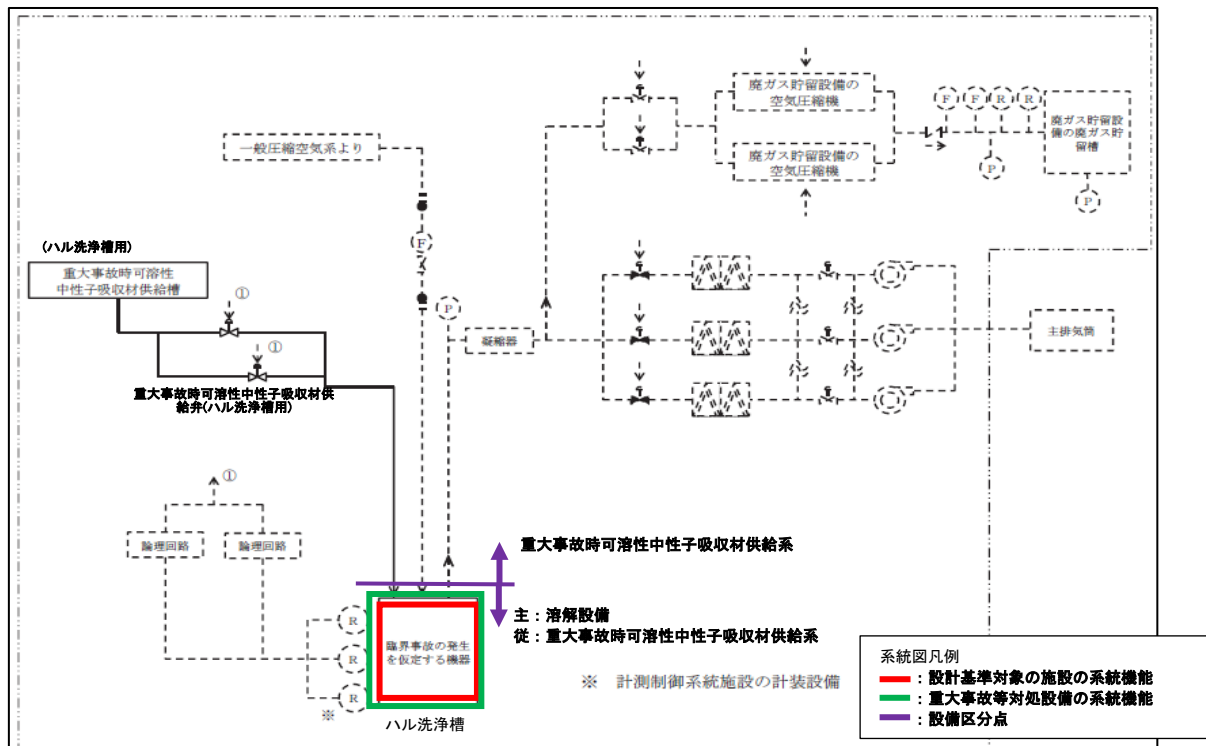 廃ガス貯留設備の
空気圧縮機
廃ガス貯留設備の
空気圧縮機
F
F
R
R
廃ガス貯留設
備の廃ガス貯
留槽
P
P
一般圧縮空気系より
F
P
(ハル洗浄槽用)
重大事故時可溶性
中性子吸収材供給槽
①
①
重大事故時可溶性中性子吸収材供
給弁(ハル洗浄槽用)
凝縮器
主排気筒
①
論理回路
論理回路
重大事故時可溶性中性子吸収材供給系
主：溶解設備
従：重大事故時可溶性中性子吸収材供給系
R
R
R
※
臨界事故の発生
を仮定する機器
ハル洗浄槽
※ 計測制御系統施設の計装設備
系統図凡例
：設計基準対象の施設の系統機能
：重大事故等対処設備の系統機能
：設備区分点